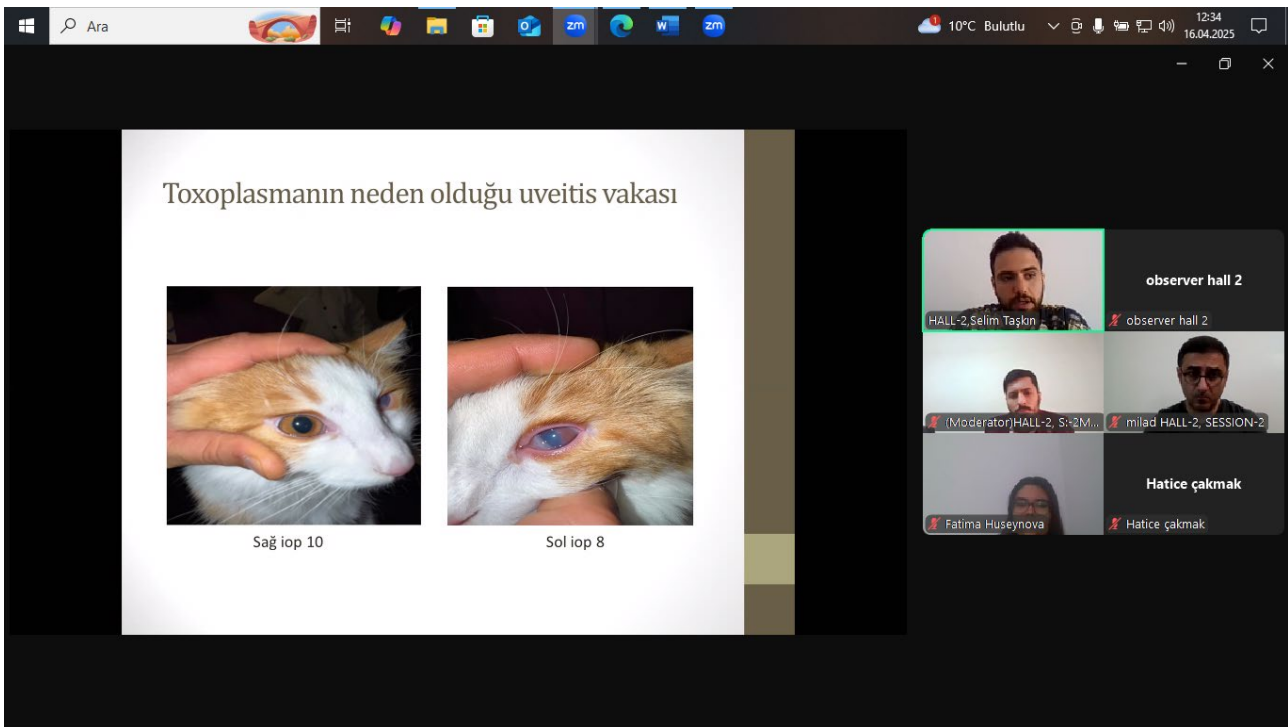 Ara
zm
W
zm
10°C Bulutlu
12:34
16.04.2025
Toxoplasmanın neden olduğu uveitis vakası
Sağ iop 10
Sol iop 8
HALL-2,Selim Taşkın
observer hall 2
observer hall 2
(Moderator)HALL-2, S:-2M...
milad HALL-2, SESSION-2
Fatima Huseynova
Hatice çakmak
Hatice çakmak